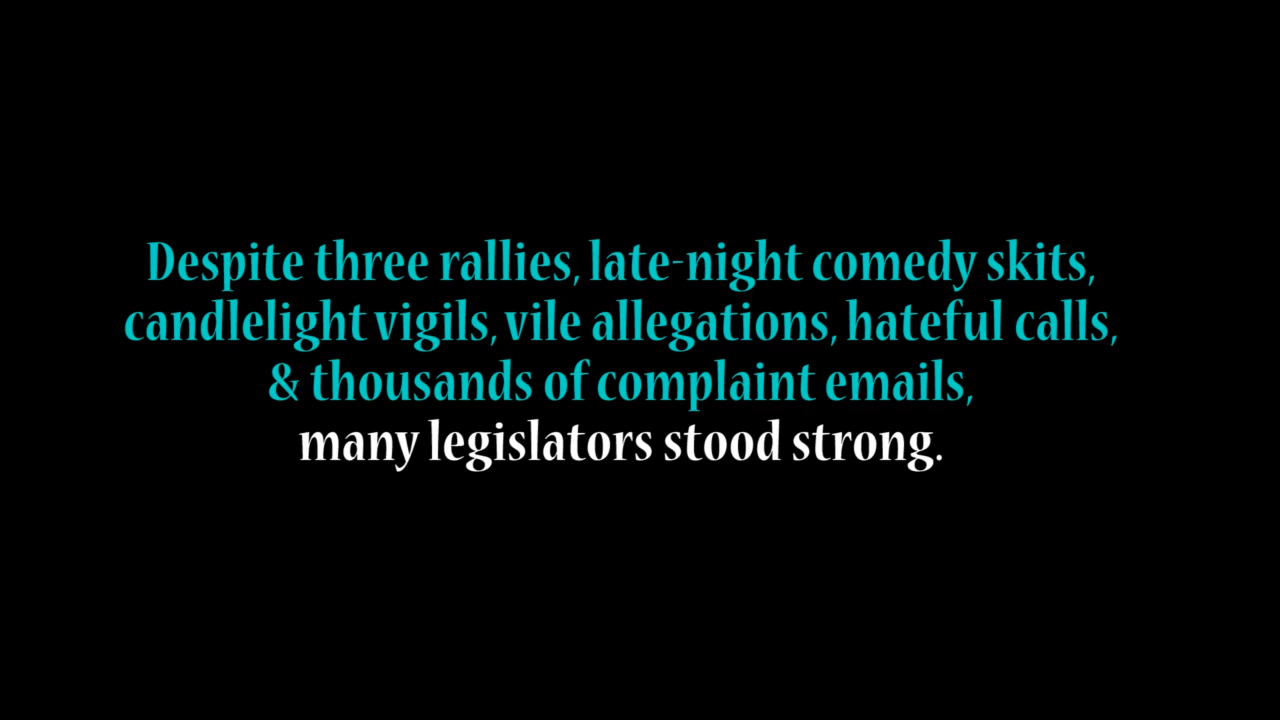 Despite three rallies, late-night comedy skits,
candlelight vigils, vile allegations, hateful calls,
& thousands of complaint emails,
many legislators stood strong.